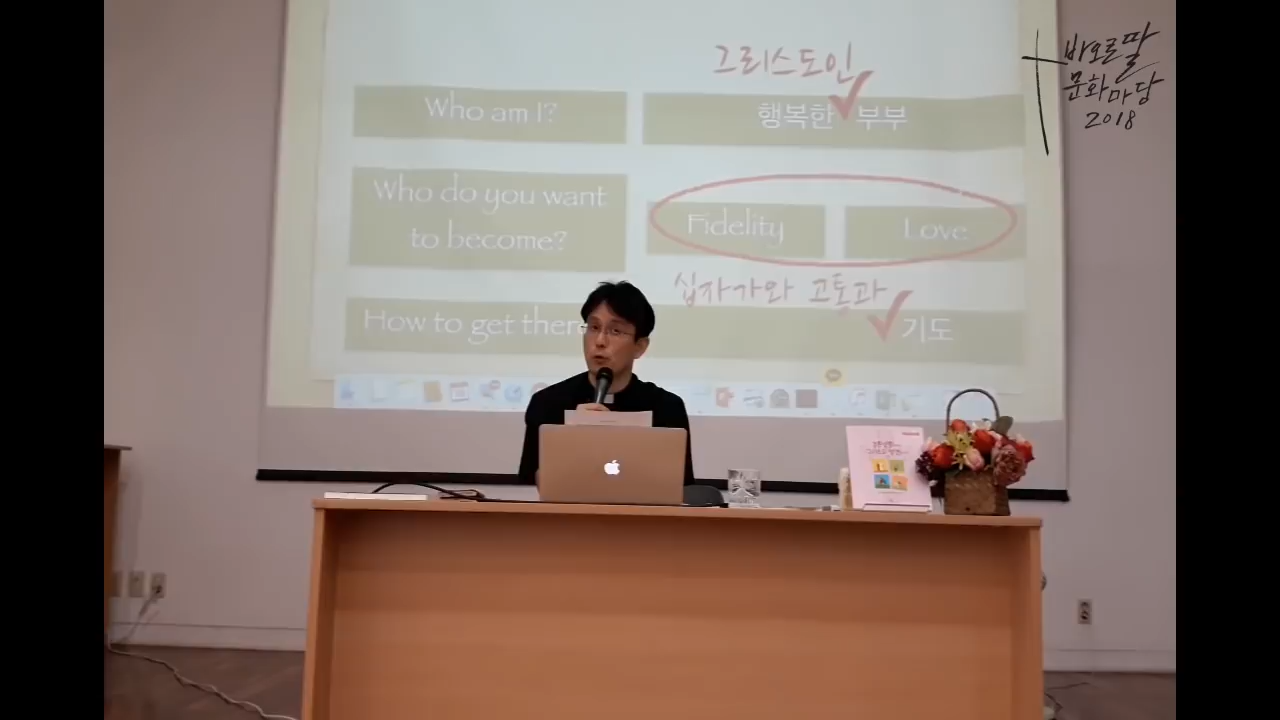 그리스도인
Who am I?
행복한 부부
Who do you want
to become?
Fidelity
Love
십자가와 고통과
How to get there
기도
바오로딸
문화마당
2018